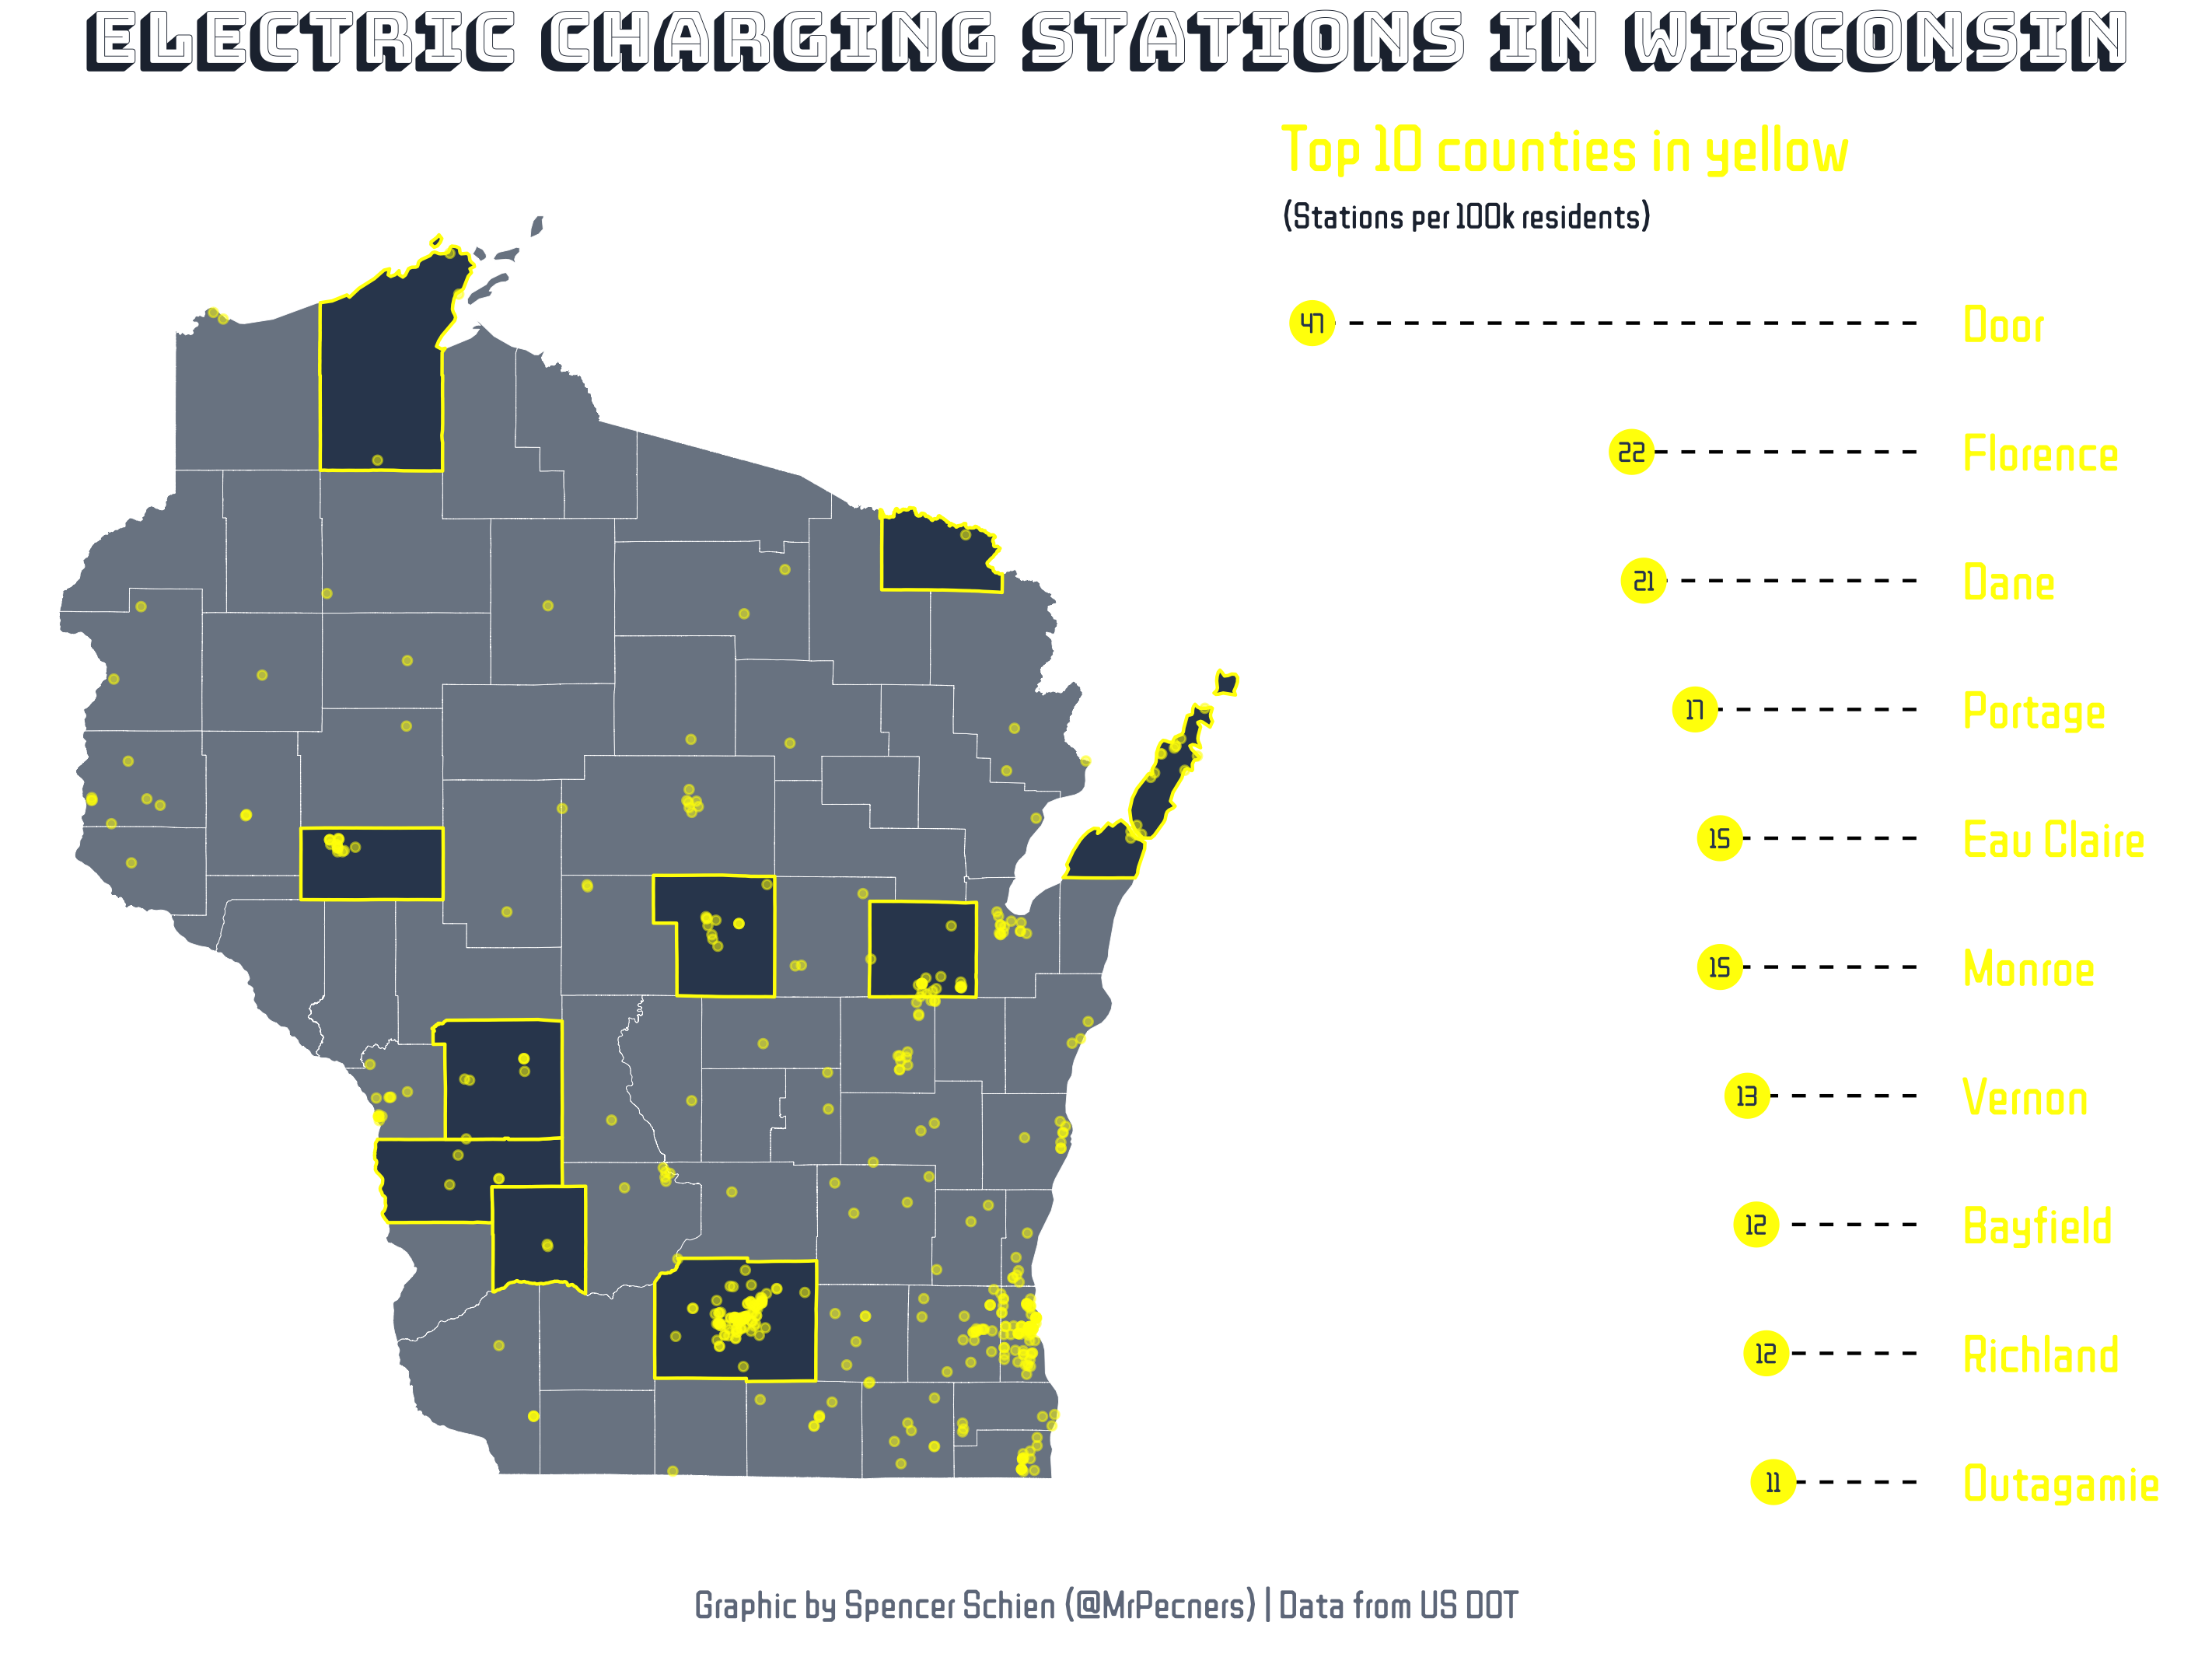 ELECTRIC CHARGING STATIONS IN WISCONSIN
Top 10 counties in yellow
(Stations per 100k residents)
47 Door
22 Florence
21 Dane
17 Portage
15 Eau Claire
15 Monroe
13 Vernon
12 Bayfield
12 Richland
11 Outagamie
Graphic by Spencer Schien (@MrPecners) | Data from US DOT